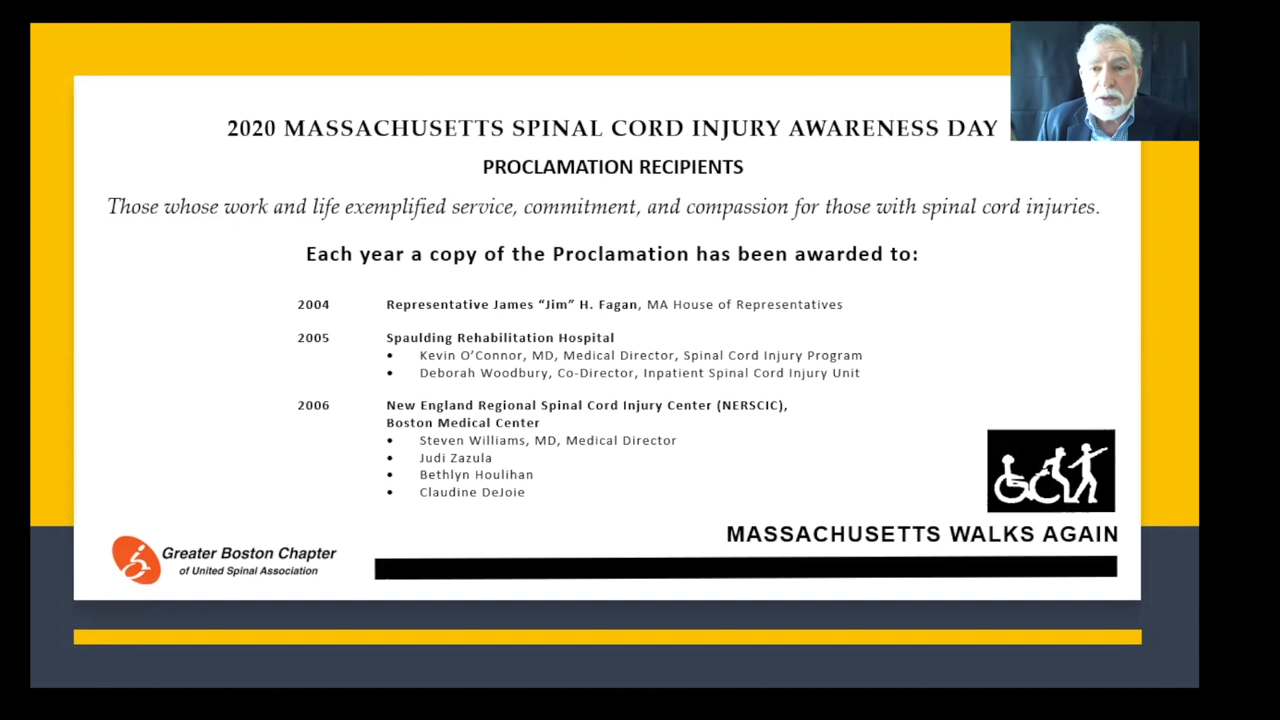 2020 MASSACHUSETTS SPINAL CORD INJURY AWARENESS DAY
PROCLAMATION RECIPIENTS
Those whose work and life exemplified service, commitment, and compassion for those with spinal cord injuries.
Each year a copy of the Proclamation has been awarded to:
2004 Representative James “Jim” H. Fagan, MA House of Representatives
2005 Spaulding Rehabilitation Hospital
• Kevin O’Connor, MD, Medical Director, Spinal Cord Injury Program
• Deborah Woodbury, Co-Director, Inpatient Spinal Cord Injury Unit
2006 New England Regional Spinal Cord Injury Center (NERSCIC),
Boston Medical Center
• Steven Williams, MD, Medical Director
• Judi Zazula
• Bethlyn Houlihan
• Claudine DeJoie
MASSACHUSETTS WALKS AGAIN
Greater Boston Chapter
of United Spinal Association